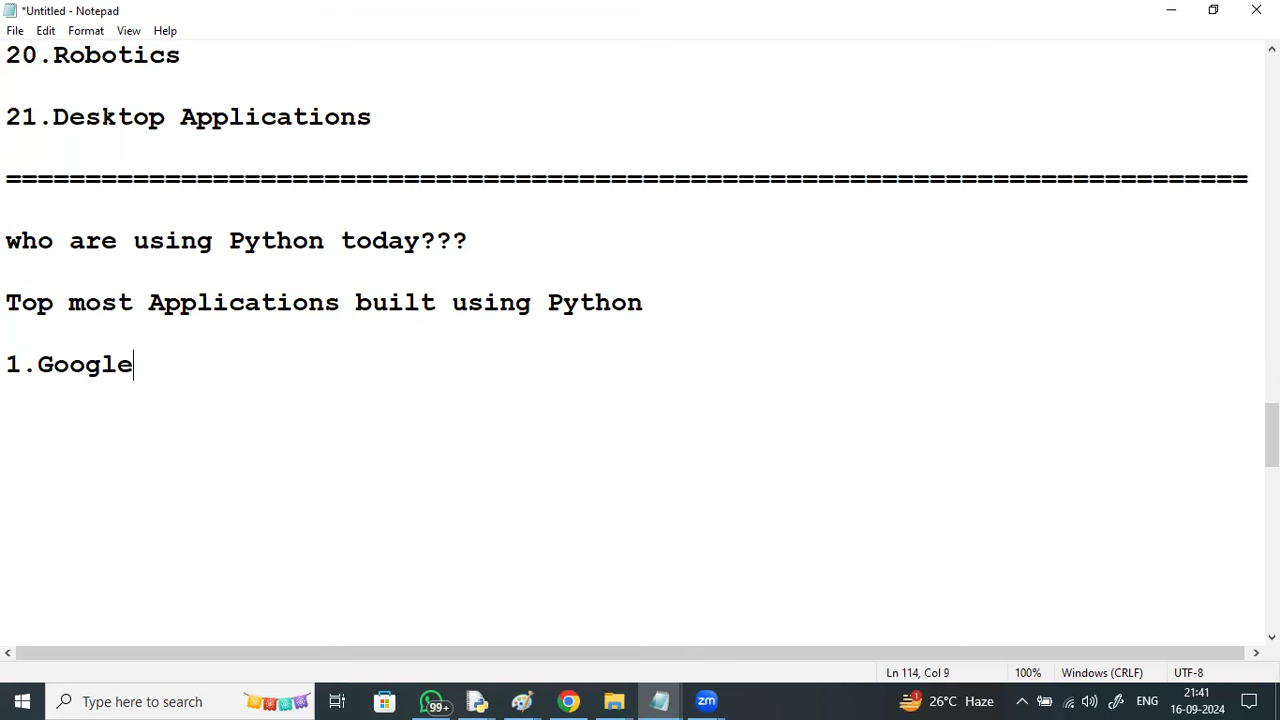 *Untitled - Notepad
File Edit Format View Help
20.Robotics
21.Desktop Applications
===============================================================================
who are using Python today???
Top most Applications built using Python
1.Google
Ln 114, Col 9 100% Windows (CRLF) UTF-8
Type here to search 99+ zm 1 26°C Haze ENG 21:41
16-09-2024